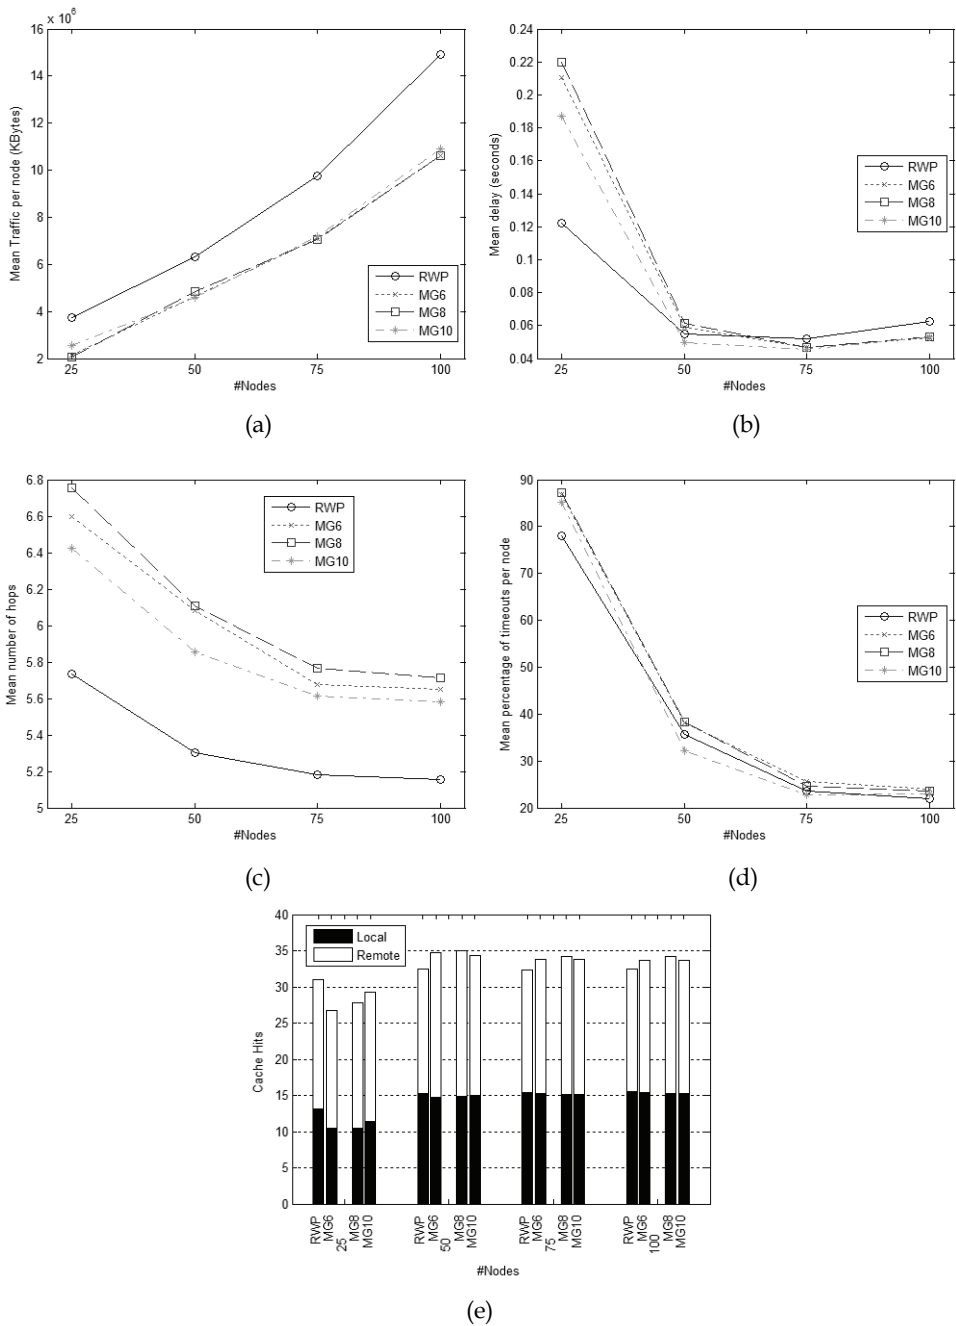 x 10^6
16
14
12
10
8
6
4
2
Mean Traffic per node (KBytes)
RWP
MG6
MG8
MG10
25 50 75 100
#Nodes
(a)
0.24
0.22
0.2
0.18
0.16
0.14
0.12
0.1
0.08
0.06
0.04
Mean delay (seconds)
RWP
MG6
MG8
MG10
25 50 75 100
#Nodes
(b)
6.8
6.6
6.4
6.2
6
5.8
5.6
5.4
5.2
5
Mean number of hops
RWP
MG6
MG8
MG10
25 50 75 100
#Nodes
(c)
90
80
70
60
50
40
30
20
Mean percentage of timeouts per node
RWP
MG6
MG8
MG10
25 50 75 100
#Nodes
(d)
40
35
30
25
20
15
10
5
0
Cache Hits
Local
Remote
RWP MG6 25 MG8 MG10 RWP MG6 50 MG8 MG10 RWP MG6 75 MG8 MG10 RWP MG6 100 MG8 MG10
#Nodes
(e)